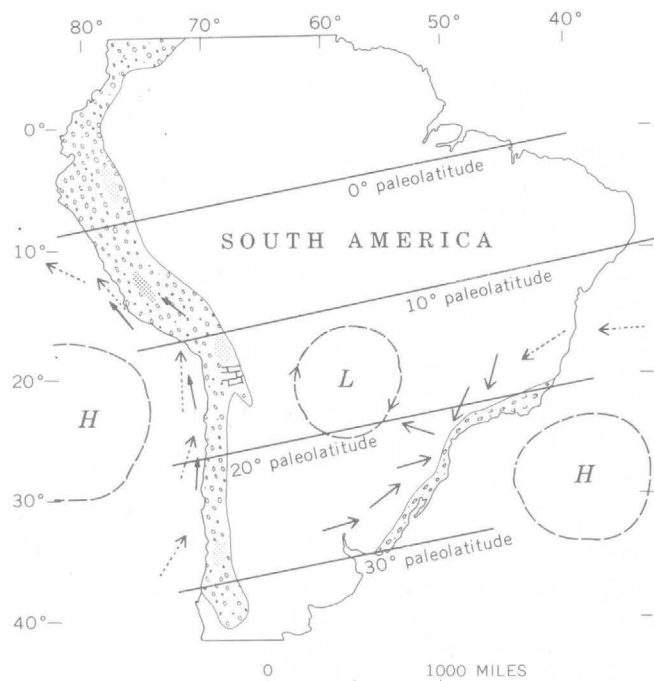 80° 70° 60° 50° 40°
0°
0° paleolatitude
SOUTH AMERICA
10°
10° paleolatitude
20°
L
H
20° paleolatitude
H
30°
30° paleolatitude
40°
0 1000 MILES